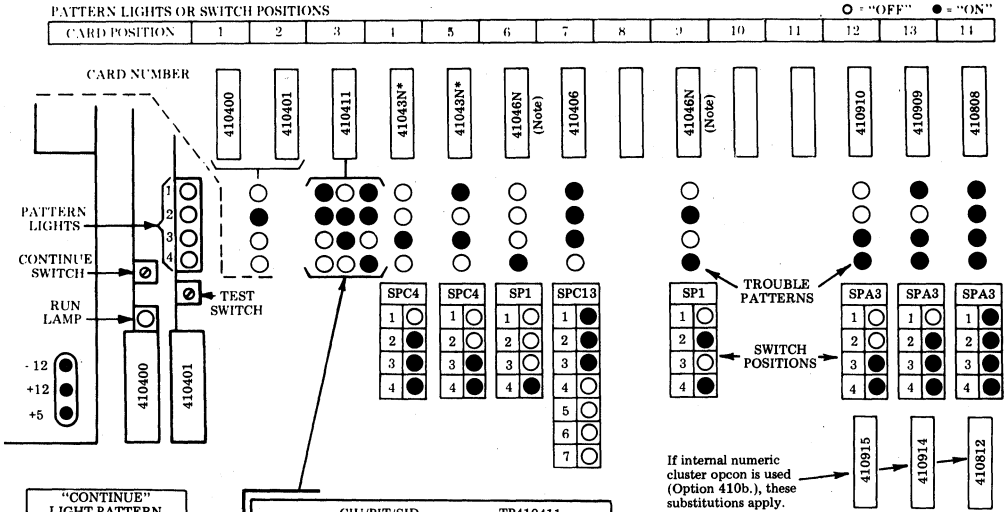 PATTERN LIGHTS OR SWITCH POSITIONS
○ = "OFF" ● = "ON"
CARD POSITION 1 2 3 4 5 6 7 8 9 10 11 12 13 14
CARD NUMBER
410400
410401
410411
41043N*
41043N*
41046N
(Note)
410406
41046N
(Note)
410910
410909
410808
PATTERN
LIGHTS
1
2
3
4
CONTINUE
SWITCH
TEST
SWITCH
RUN
LAMP
- 12
+12
+5
410400
410401
TROUBLE
PATTERNS
SPC4
1
2
3
4
SPC4
1
2
3
4
SP1
1
2
3
4
SPC13
1
2
3
4
5
6
7
SP1
1
2
3
4
SWITCH
POSITIONS
SPA3
1
2
3
4
SPA3
1
2
3
4
SPA3
1
2
3
4
If internal numeric
cluster opcon is used
(Option 410b.), these
substitutions apply.
410915
410914
410812
"CONTINUE"
LIGHT PATTERN
TP410411